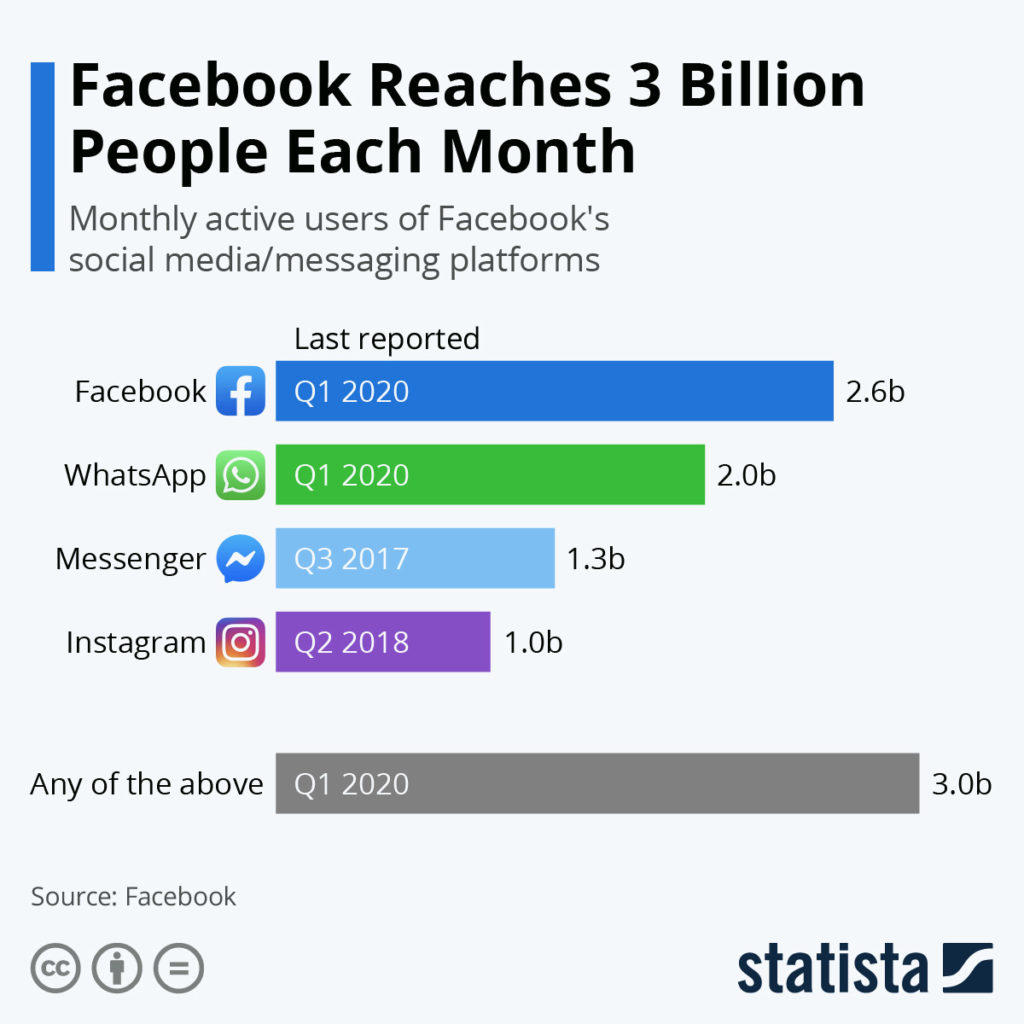 Facebook Reaches 3 Billion
People Each Month
Monthly active users of Facebook's
social media/messaging platforms
Last reported
Facebook Q1 2020 2.6b
WhatsApp Q1 2020 2.0b
Messenger Q3 2017 1.3b
Instagram Q2 2018 1.0b
Any of the above Q1 2020 3.0b
Source: Facebook
cc
statista